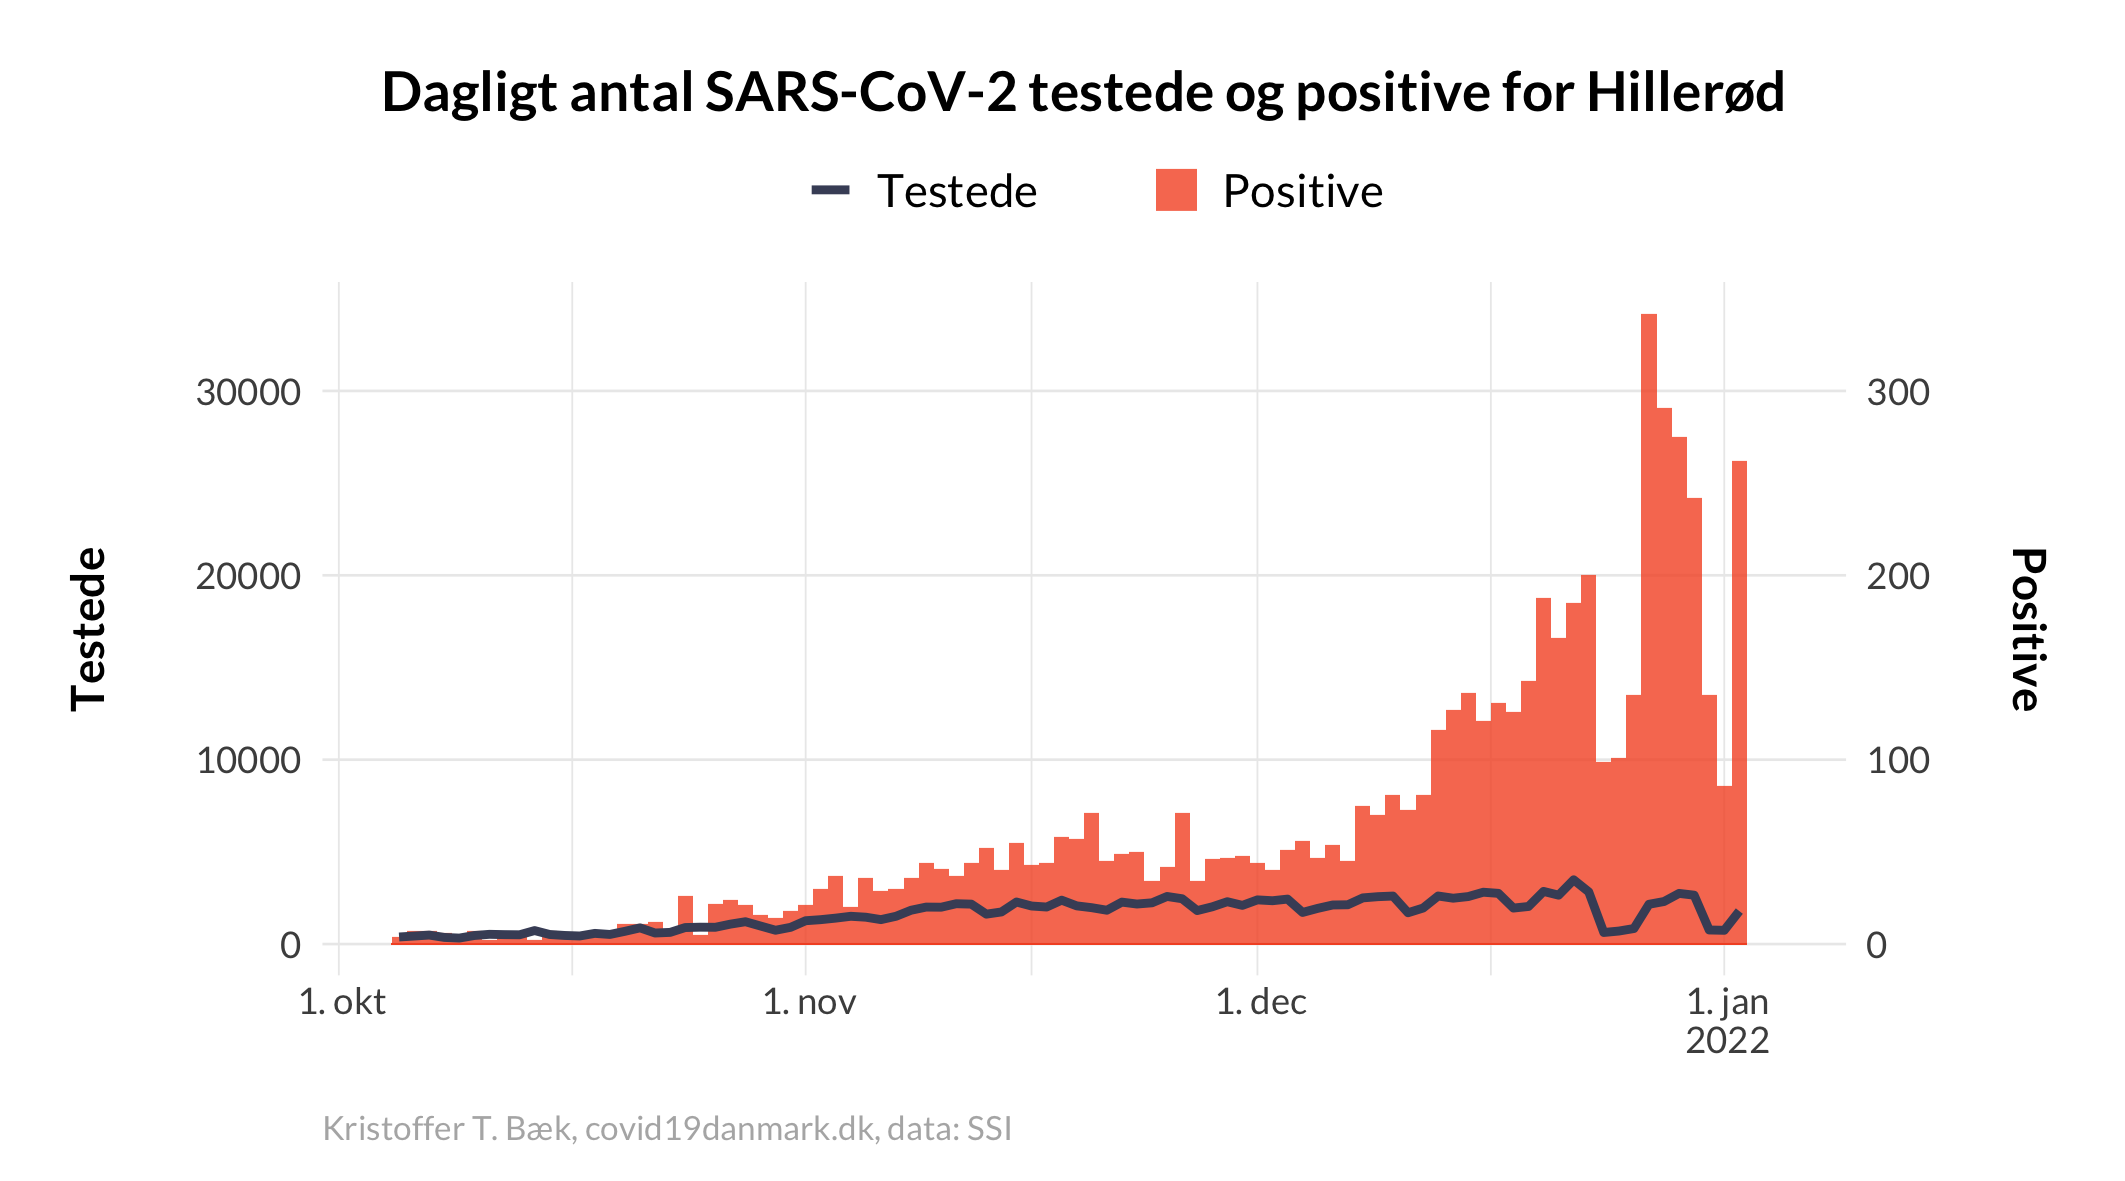 Dagligt antal SARS-CoV-2 testede og positive for Hillerød
Testede
Positive
30000
20000
10000
0
300
200
100
0
Testede
Positive
1. okt
1. nov
1. dec
1. jan
2022
Kristoffer T. Bæk, covid19danmark.dk, data: SSI